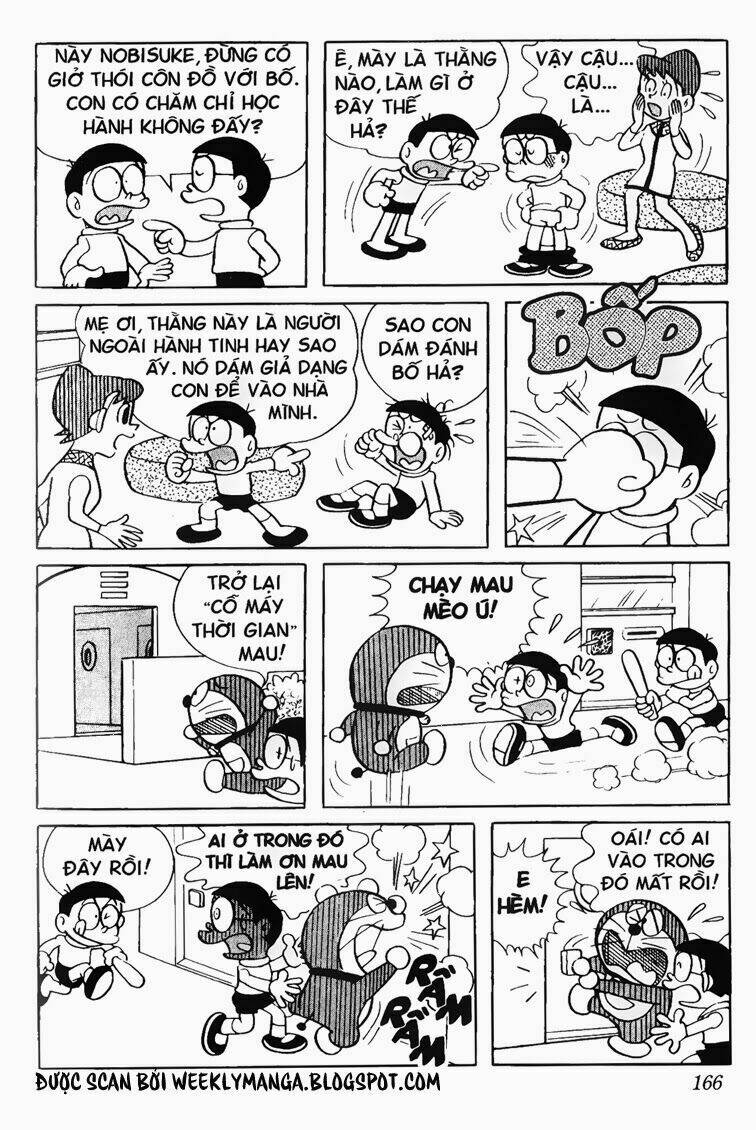 NÀY NOBISUKE, ĐỪNG CÓ
GIỞ THÓI CÔN ĐỒ VỚI BỐ.
CON CÓ CHĂM CHỈ HỌC
HÀNH KHÔNG ĐẤY?
Ê, MÀY LÀ THẰNG
NÀO, LÀM GÌ Ở
ĐÂY THẾ
HẢ?
VẬY CẬU...
CẬU...
LÀ...
MẸ ƠI, THẰNG NÀY LÀ NGƯỜI
NGOÀI HÀNH TINH HAY SAO
ẤY. NÓ DÁM GIẢ DẠNG
CON ĐỂ VÀO NHÀ
MÌNH.
SAO CON
DÁM ĐÁNH
BỐ HẢ?
BỐP
TRỞ LẠI
“CỖ MÁY
THỜI GIAN”
MAU!
CHẠY MAU
MÈO Ú!
MÀY
ĐÂY RỒI!
AI Ở TRONG ĐÓ
THÌ LÀM ƠN MAU
LÊN!
RẦM
RẦM
E
HÈM!
OÁI! CÓ AI
VÀO TRONG
ĐÓ MẤT RỒI!
ĐƯỢC SCAN BỞI WEEKLYMANGA.BLOGSPOT.COM
166